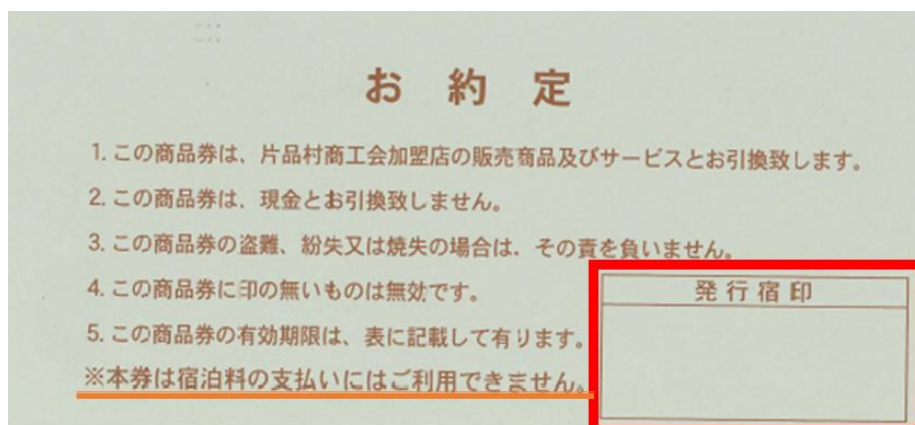 お約定
1. この商品券は、片品村商工会加盟店の販売商品及びサービスとお引換致します。
2. この商品券は、現金とお引換致しません。
3. この商品券の盗難、紛失又は焼失の場合は、その責を負いません。
4. この商品券に印の無いものは無効です。
発行宿印
5. この商品券の有効期限は、表に記載して有ります。
※本券は宿泊料の支払いにはご利用できません。